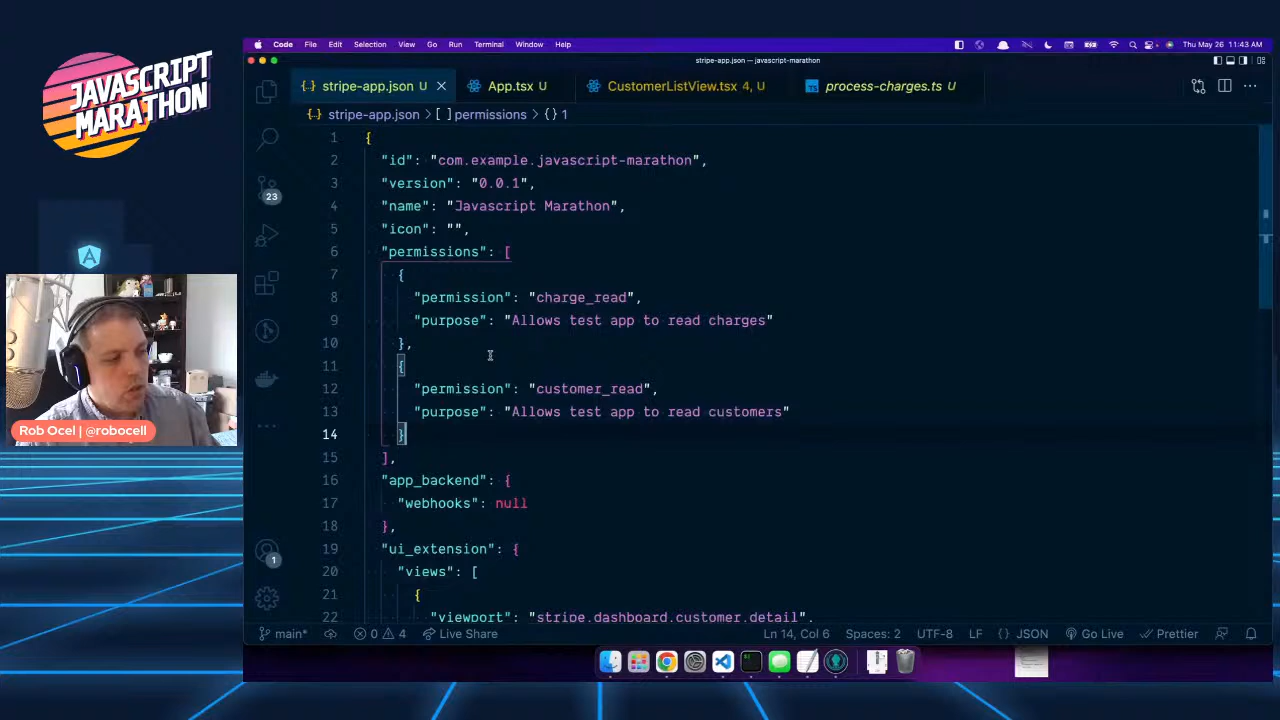 JAVASCRIPT
MARATHON
Code File Edit Selection View Go Run Terminal Window Help
Thu May 26 11:43 AM
stripe-app.json — javascript-marathon
{} stripe-app.json U
App.tsx U
CustomerListView.tsx 4, U
TS process-charges.ts U
{} stripe-app.json > [ ] permissions > {} 1
1 {
2 "id": "com.example.javascript-marathon",
3 "version": "0.0.1",
4 "name": "Javascript Marathon",
5 "icon": "",
6 "permissions": [
7 {
8 "permission": "charge_read",
9 "purpose": "Allows test app to read charges"
10 },
11 {
12 "permission": "customer_read",
13 "purpose": "Allows test app to read customers"
14 }
15 ],
16 "app_backend": {
17 "webhooks": null
18 },
19 "ui_extension": {
20 "views": [
21 {
22 "viewport": "stripe.dashboard.customer.detail",
23
1
A
Rob Ocel | @robocell
main* 0 4 Live Share
Ln 14, Col 6 Spaces: 2 UTF-8 LF {} JSON Go Live Prettier